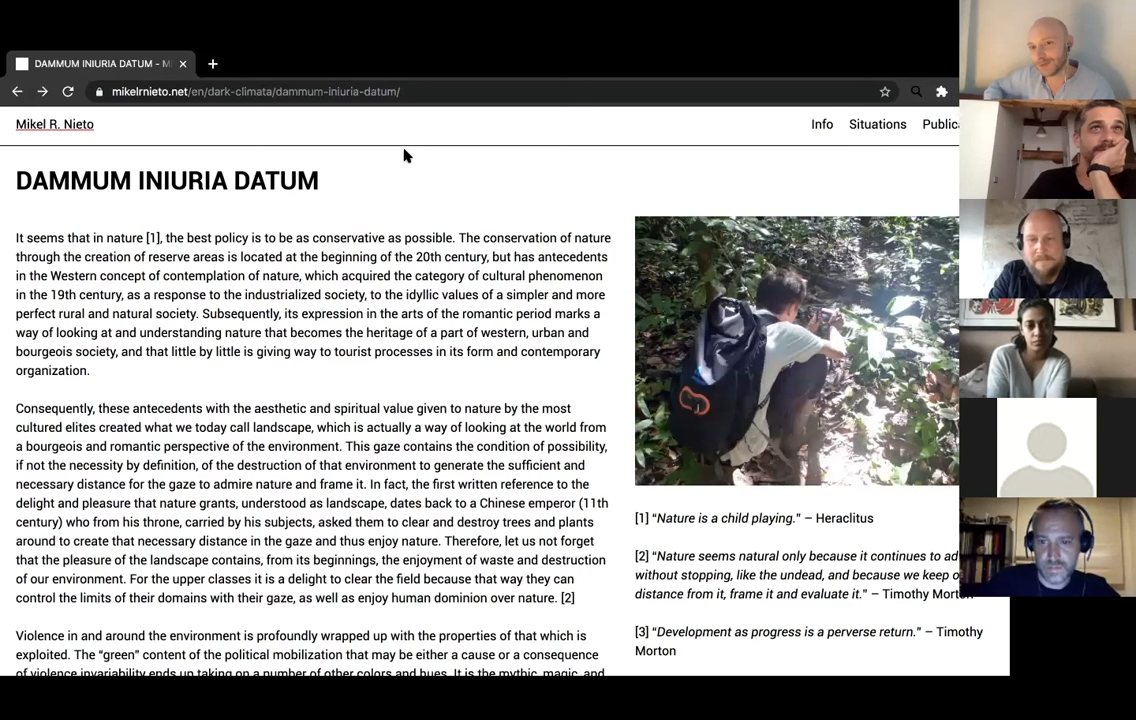 DAMMUM INIURIA DATUM - M
mikelrnieto.net/en/dark-climata/dammum-iniuria-datum/
Mikel R. Nieto
Info Situations Publica
DAMMUM INIURIA DATUM
It seems that in nature [1], the best policy is to be as conservative as possible. The conservation of nature
through the creation of reserve areas is located at the beginning of the 20th century, but has antecedents
in the Western concept of contemplation of nature, which acquired the category of cultural phenomenon
in the 19th century, as a response to the industrialized society, to the idyllic values of a simpler and more
perfect rural and natural society. Subsequently, its expression in the arts of the romantic period marks a
way of looking at and understanding nature that becomes the heritage of a part of western, urban and
bourgeois society, and that little by little is giving way to tourist processes in its form and contemporary
organization.
Consequently, these antecedents with the aesthetic and spiritual value given to nature by the most
cultured elites created what we today call landscape, which is actually a way of looking at the world from
a bourgeois and romantic perspective of the environment. This gaze contains the condition of possibility,
if not the necessity by definition, of the destruction of that environment to generate the sufficient and
necessary distance for the gaze to admire nature and frame it. In fact, the first written reference to the
delight and pleasure that nature grants, understood as landscape, dates back to a Chinese emperor (11th
century) who from his throne, carried by his subjects, asked them to clear and destroy trees and plants
around to create that necessary distance in the gaze and thus enjoy nature. Therefore, let us not forget
that the pleasure of the landscape contains, from its beginnings, the enjoyment of waste and destruction
of our environment. For the upper classes it is a delight to clear the field because that way they can
control the limits of their domains with their gaze, as well as enjoy human dominion over nature. [2]
Violence in and around the environment is profoundly wrapped up with the properties of that which is
exploited. The “green” content of the political mobilization that may be either a cause or a consequence
of violence invariability ends up taking on a number of other colors and hues. It is the mythic, magic, and
[1] “Nature is a child playing.” – Heraclitus
[2] “Nature seems natural only because it continues to ad
without stopping, like the undead, and because we keep o
distance from it, frame it and evaluate it.” – Timothy Morton
[3] “Development as progress is a perverse return.” – Timothy
Morton